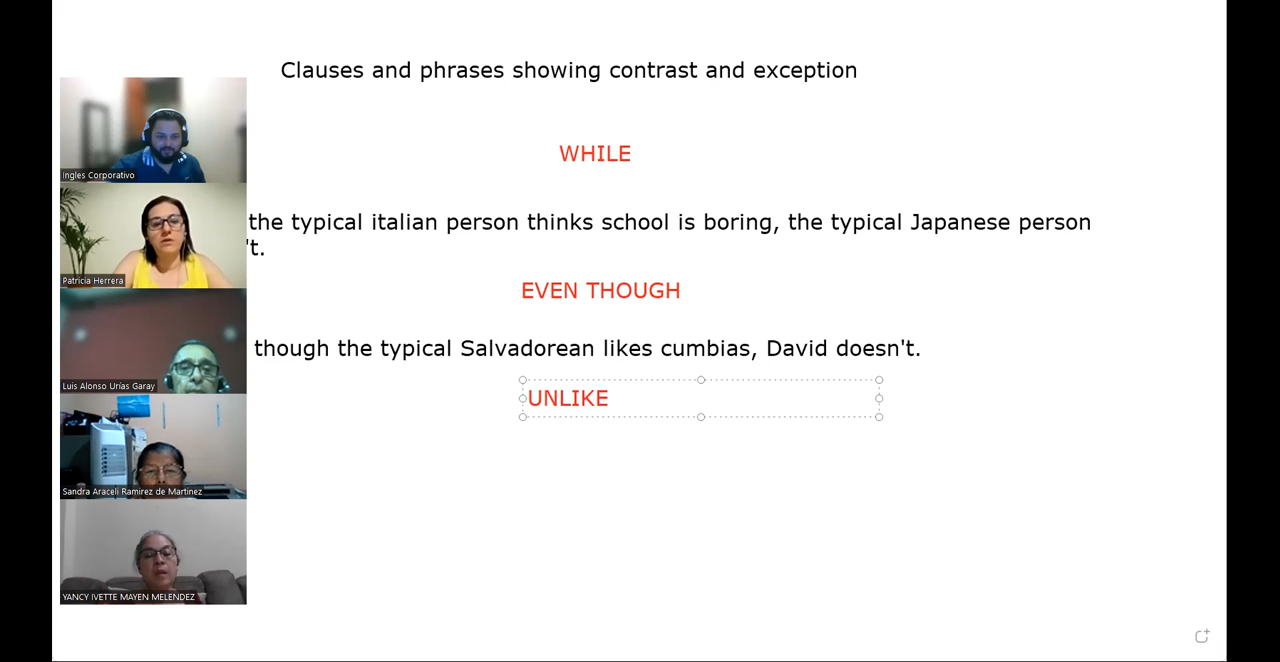 Clauses and phrases showing contrast and exception
WHILE
the typical italian person thinks school is boring, the typical Japanese person
't.
EVEN THOUGH
though the typical Salvadorean likes cumbias, David doesn't.
UNLIKE
Ingles Corporativo
Patricia Herrera
Luis Alonso Urías Garay
Sandra Araceli Ramirez de Martinez
YANCY IVETTE MAYEN MELENDEZ